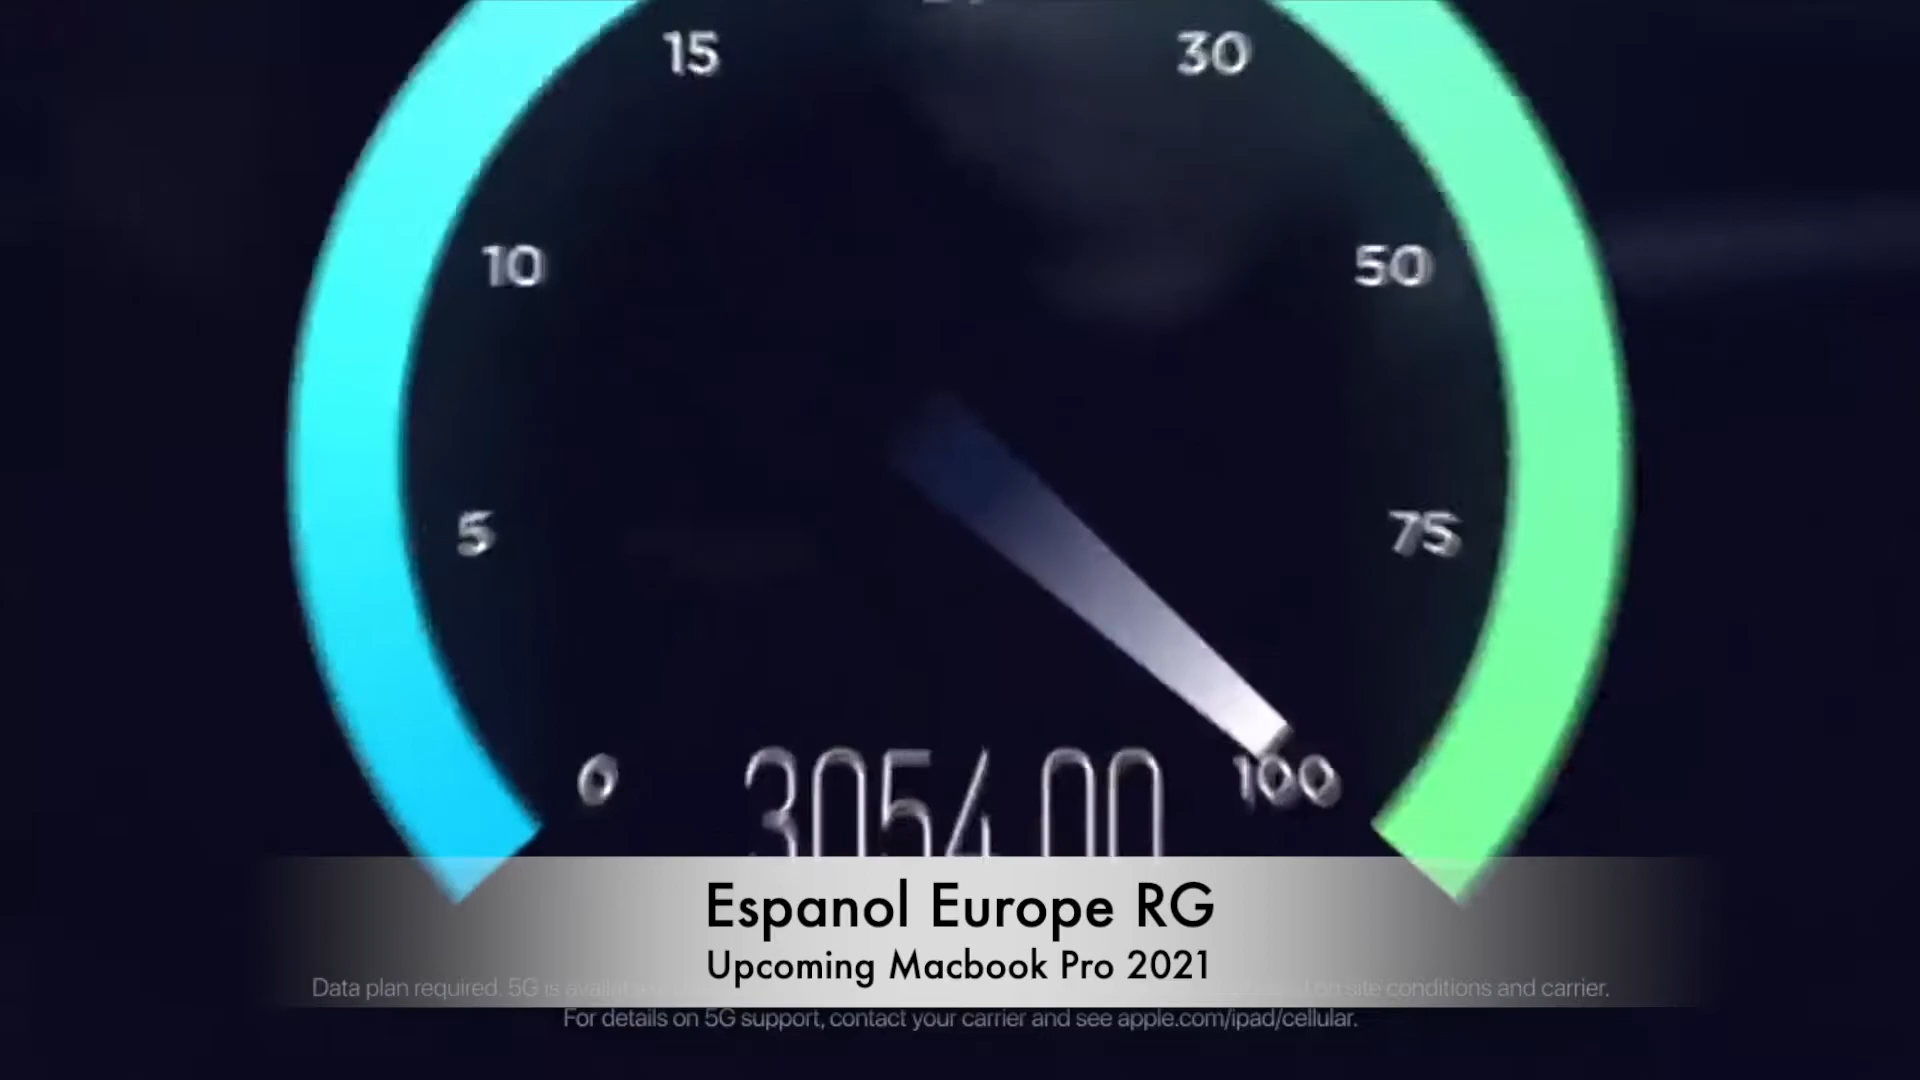 15
30
10
50
5
75
0
3054.00
100
Espanol Europe RG
Upcoming Macbook Pro 2021
Data plan required. 5G is on site conditions and carrier.
For details on 5G support, contact your carrier and see apple.com/ipad/cellular.